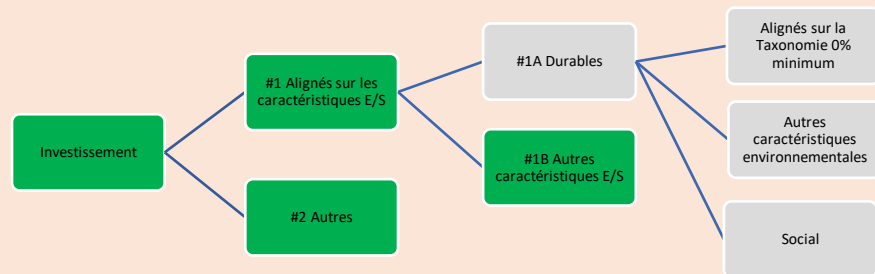 Investissement
#1 Alignés sur les
caractéristiques E/S
#2 Autres
#1A Durables
#1B Autres
caractéristiques E/S
Alignés sur la
Taxonomie 0%
minimum
Autres
caractéristiques
environnementales
Social